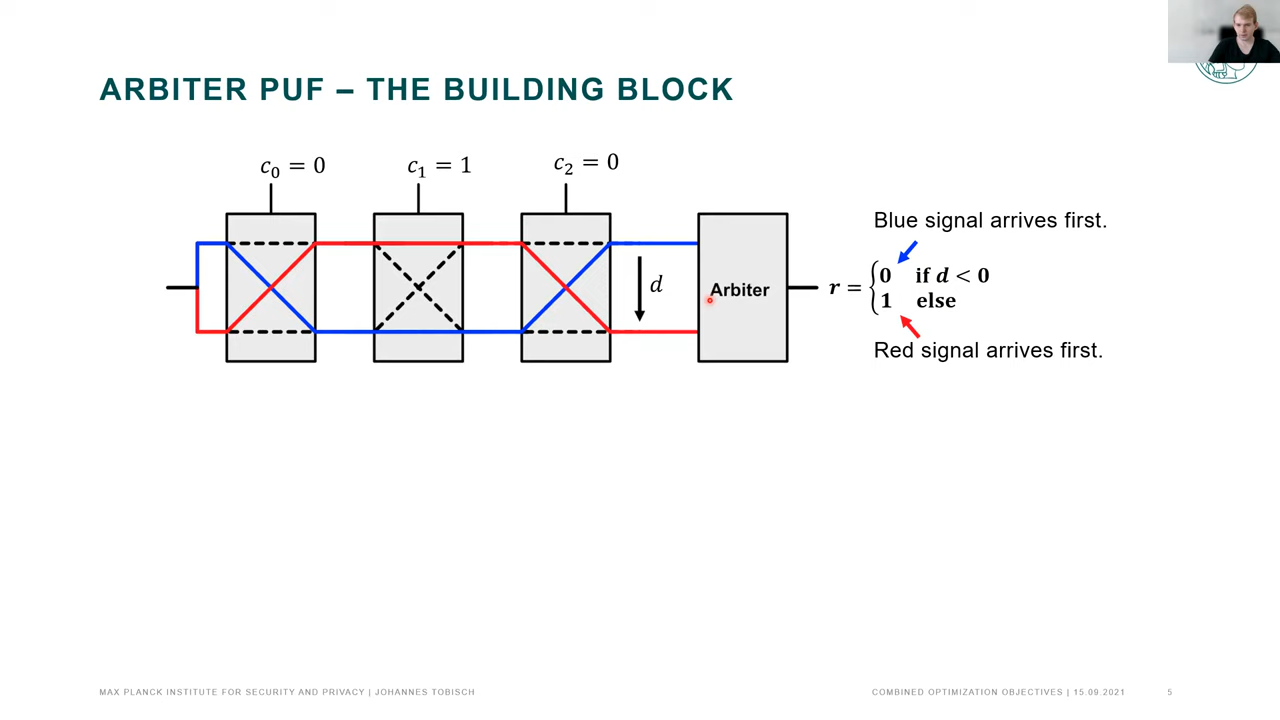 ARBITER PUF – THE BUILDING BLOCK
c₀ = 0
c₁ = 1
c₂ = 0
Blue signal arrives first.
d
Arbiter
r = { 0 if d < 0
1 else
Red signal arrives first.
MAX PLANCK INSTITUTE FOR SECURITY AND PRIVACY | JOHANNES TOBISCH
COMBINED OPTIMIZATION OBJECTIVES | 15.09.2021
5